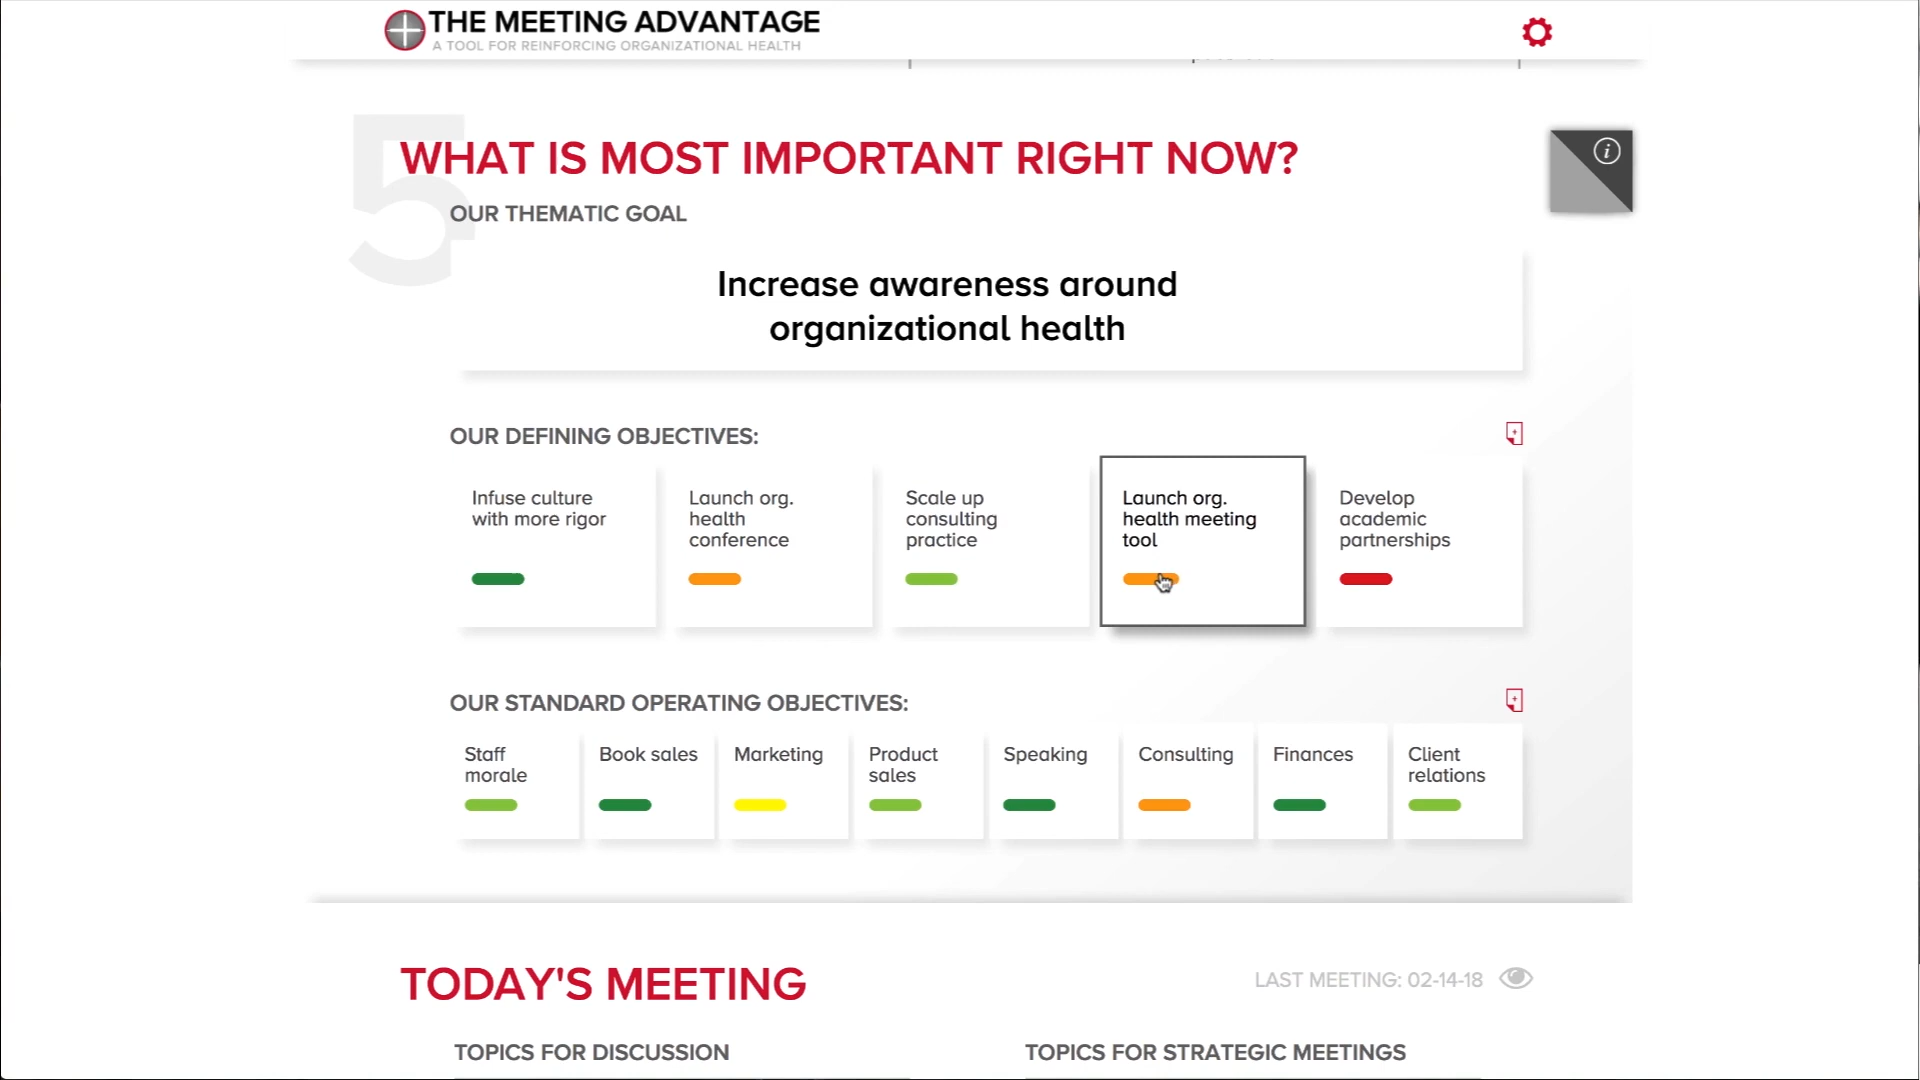 THE MEETING ADVANTAGE
A TOOL FOR REINFORCING ORGANIZATIONAL HEALTH
5
WHAT IS MOST IMPORTANT RIGHT NOW?
OUR THEMATIC GOAL
Increase awareness around
organizational health
OUR DEFINING OBJECTIVES:
Infuse culture
with more rigor
Launch org.
health
conference
Scale up
consulting
practice
Launch org.
health meeting
tool
Develop
academic
partnerships
OUR STANDARD OPERATING OBJECTIVES:
Staff
morale
Book sales
Marketing
Product
sales
Speaking
Consulting
Finances
Client
relations
TODAY'S MEETING
LAST MEETING: 02-14-18
TOPICS FOR DISCUSSION
TOPICS FOR STRATEGIC MEETINGS